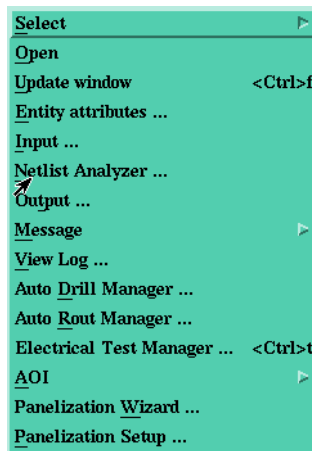 Select
Open
Update window <Ctrl>f
Entity attributes ...
Input ...
Netlist Analyzer ...
Output ...
Message
View Log ...
Auto Drill Manager ...
Auto Rout Manager ...
Electrical Test Manager ... <Ctrl>t
AOI
Panelization Wizard ...
Panelization Setup ...